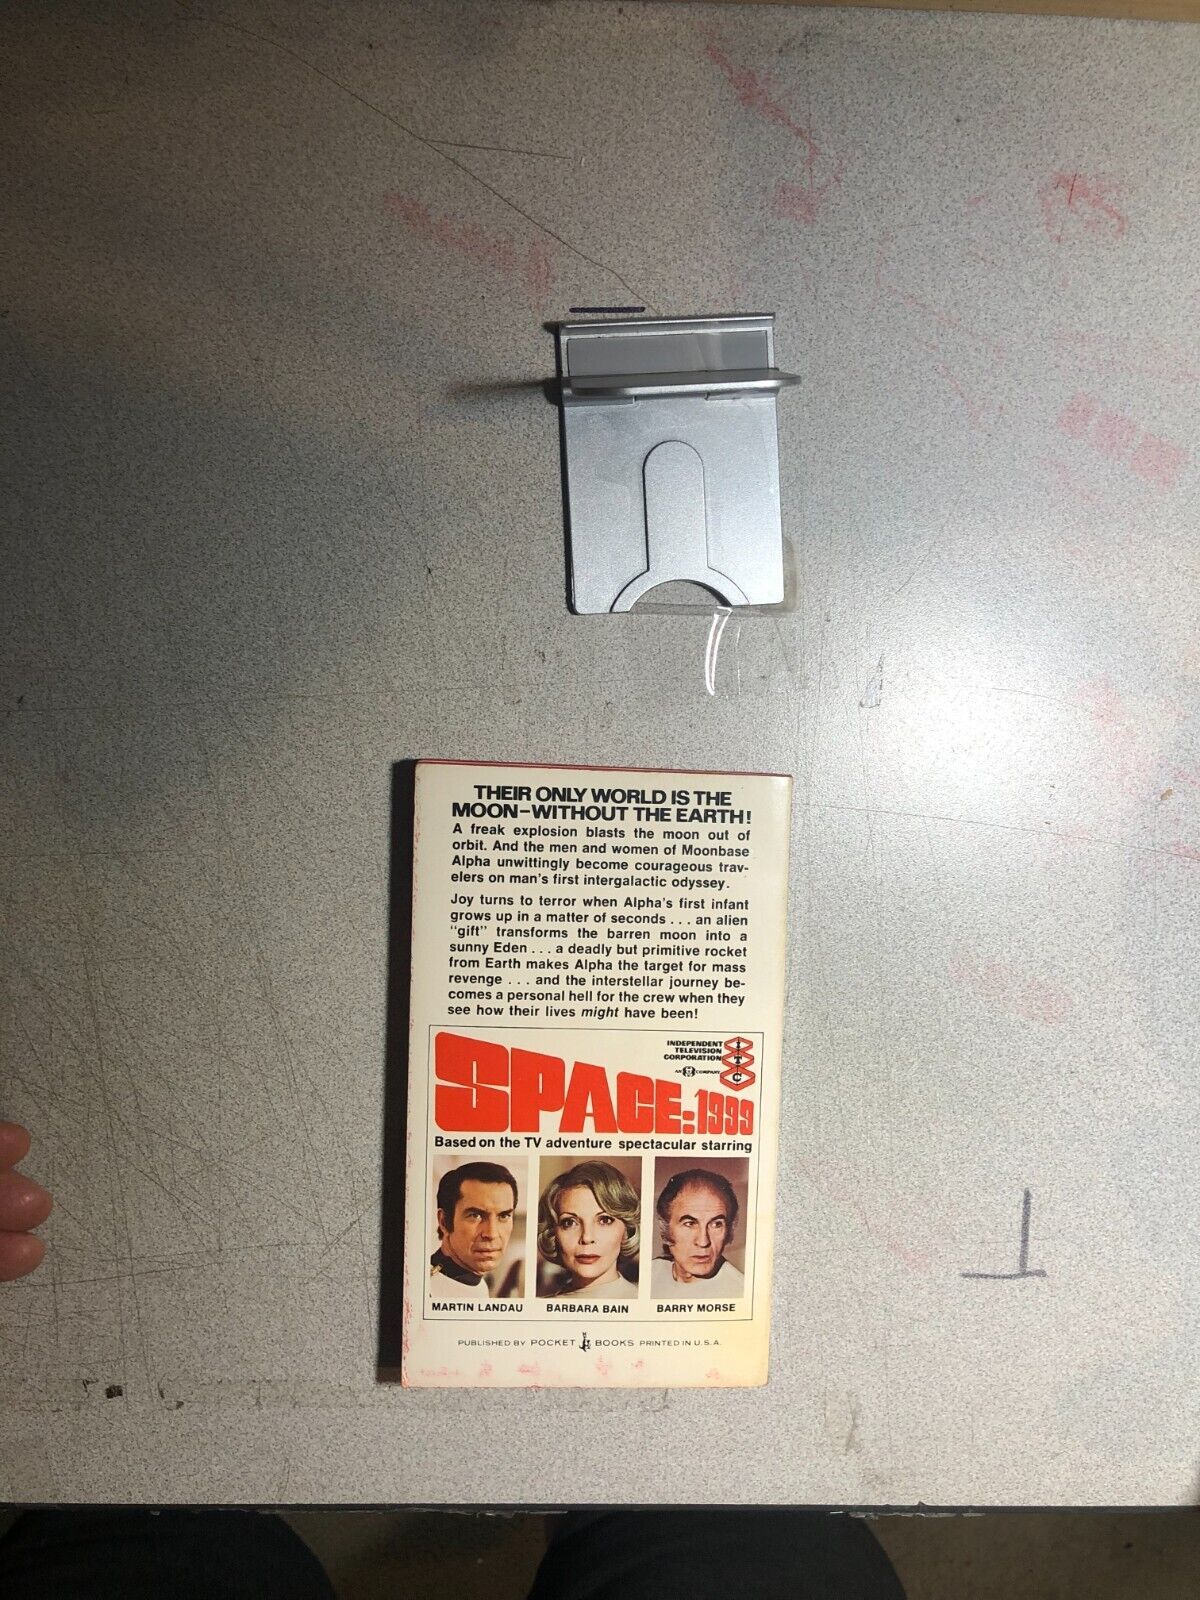 THEIR ONLY WORLD IS THE
MOON–WITHOUT THE EARTH!
A freak explosion blasts the moon out of
orbit. And the men and women of Moonbase
Alpha unwittingly become courageous trav-
elers on man's first intergalactic odyssey.
Joy turns to terror when Alpha's first infant
grows up in a matter of seconds . . . an alien
"gift" transforms the barren moon into a
sunny Eden . . . a deadly but primitive rocket
from Earth makes Alpha the target for mass
revenge . . . and the interstellar journey be-
comes a personal hell for the crew when they
see how their lives might have been!
INDEPENDENT
TELEVISION
CORPORATION
AN COMPANY
ITC
SPACE:1999
Based on the TV adventure spectacular starring
MARTIN LANDAU BARBARA BAIN BARRY MORSE
PUBLISHED BY POCKET BOOKS PRINTED IN U.S.A.